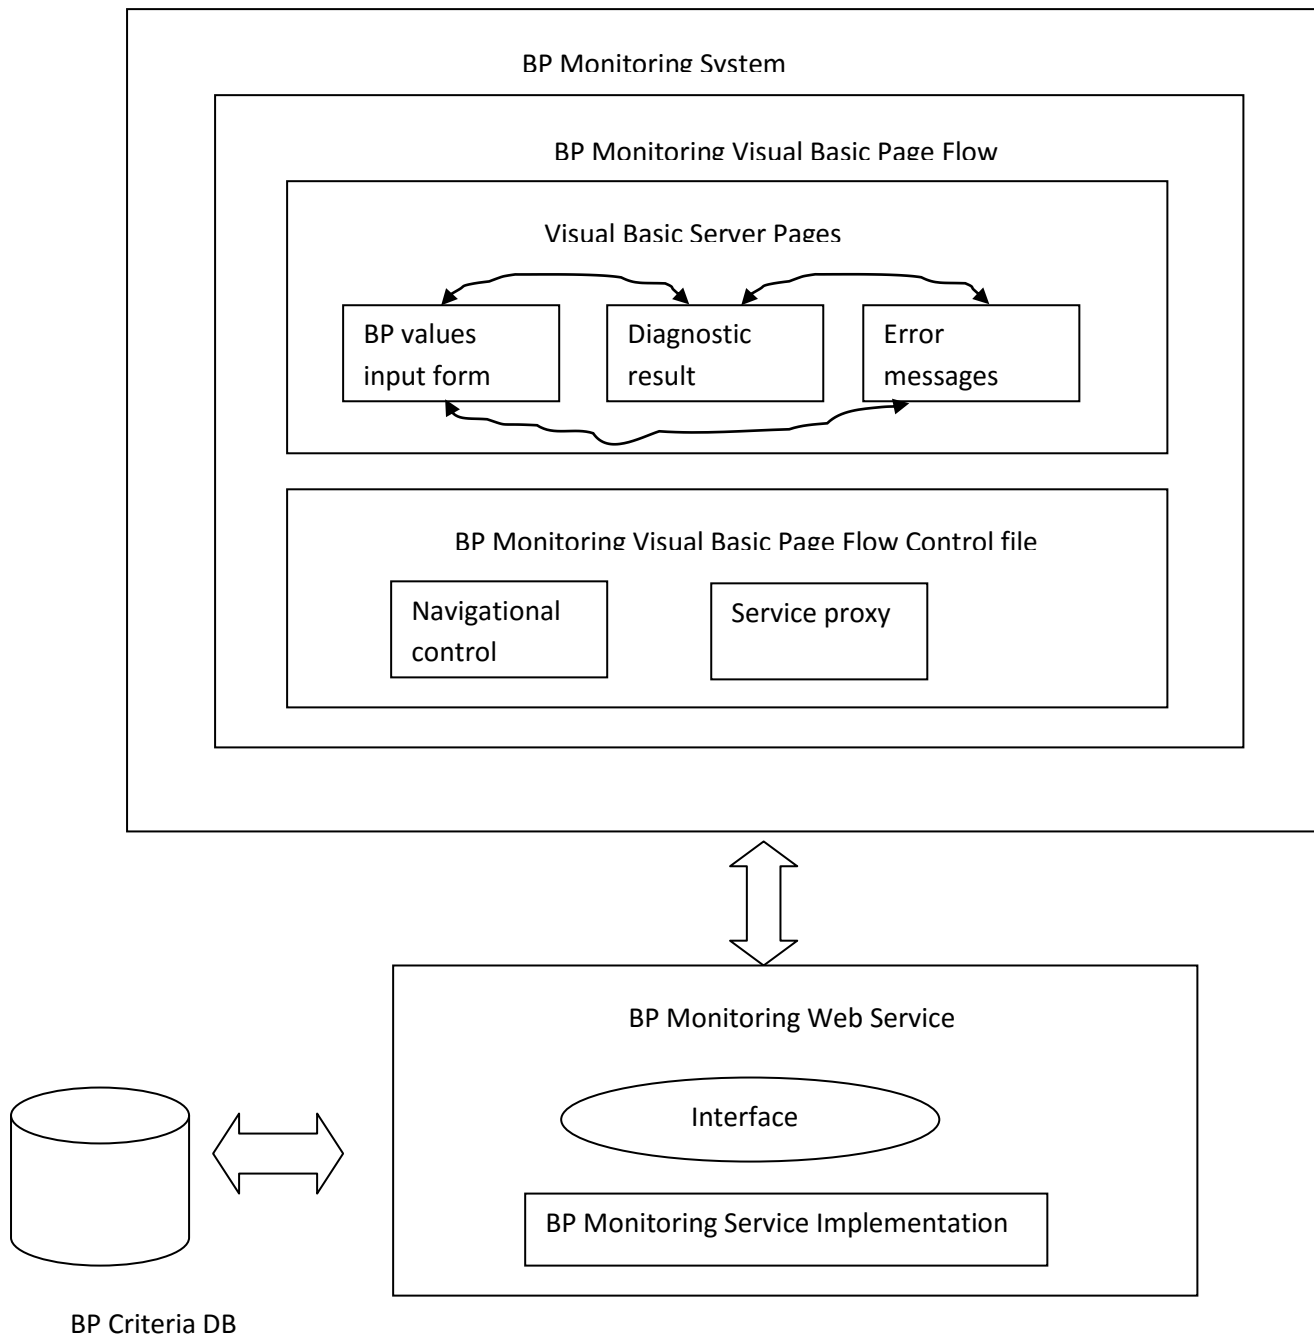 BP Monitoring System
BP Monitoring Visual Basic Page Flow
Visual Basic Server Pages
BP values
input form
Diagnostic
result
Error
messages
BP Monitoring Visual Basic Page Flow Control file
Navigational
control
Service proxy
BP Monitoring Web Service
Interface
BP Monitoring Service Implementation
BP Criteria DB